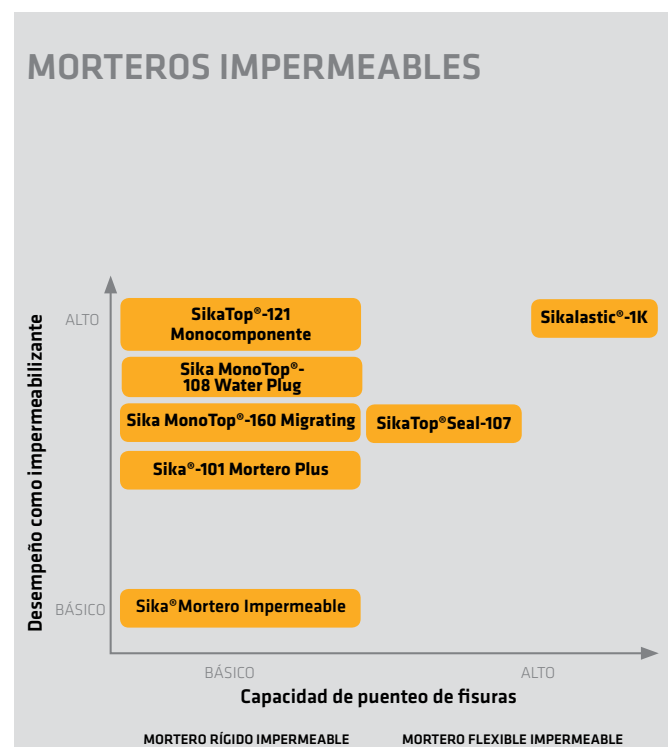 MORTEROS IMPERMEABLES
Desempeño como impermeabilizante
ALTO
SikaTop®-121
Monocomponente
Sikalastic®-1K
Sika MonoTop®-
108 Water Plug
Sika MonoTop®-160 Migrating
SikaTop®Seal-107
Sika®-101 Mortero Plus
BÁSICO
Sika®Mortero Impermeable
BÁSICO
ALTO
Capacidad de puenteo de fisuras
MORTERO RÍGIDO IMPERMEABLE
MORTERO FLEXIBLE IMPERMEABLE